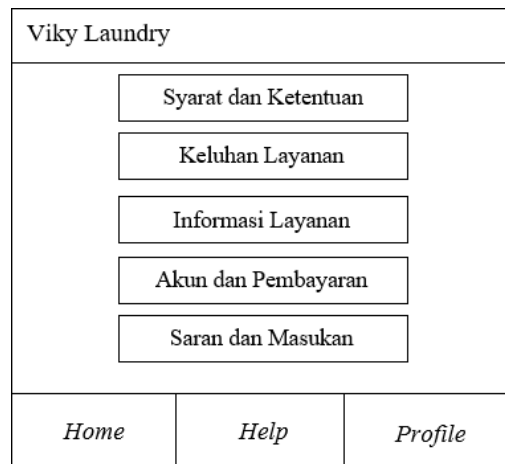 Viky Laundry
Syarat dan Ketentuan
Keluhan Layanan
Informasi Layanan
Akun dan Pembayaran
Saran dan Masukan
Home Help Profile